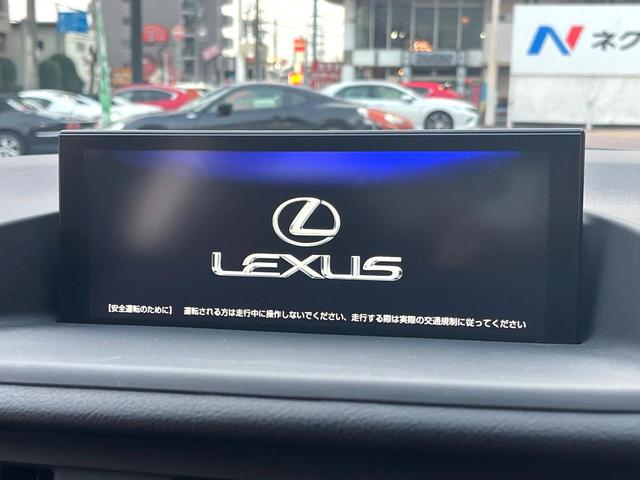 ネク
LEXUS
【安全運転のために】 運転される方は走行中に操作しないでください、走行する際は実際の交通規制に従ってください